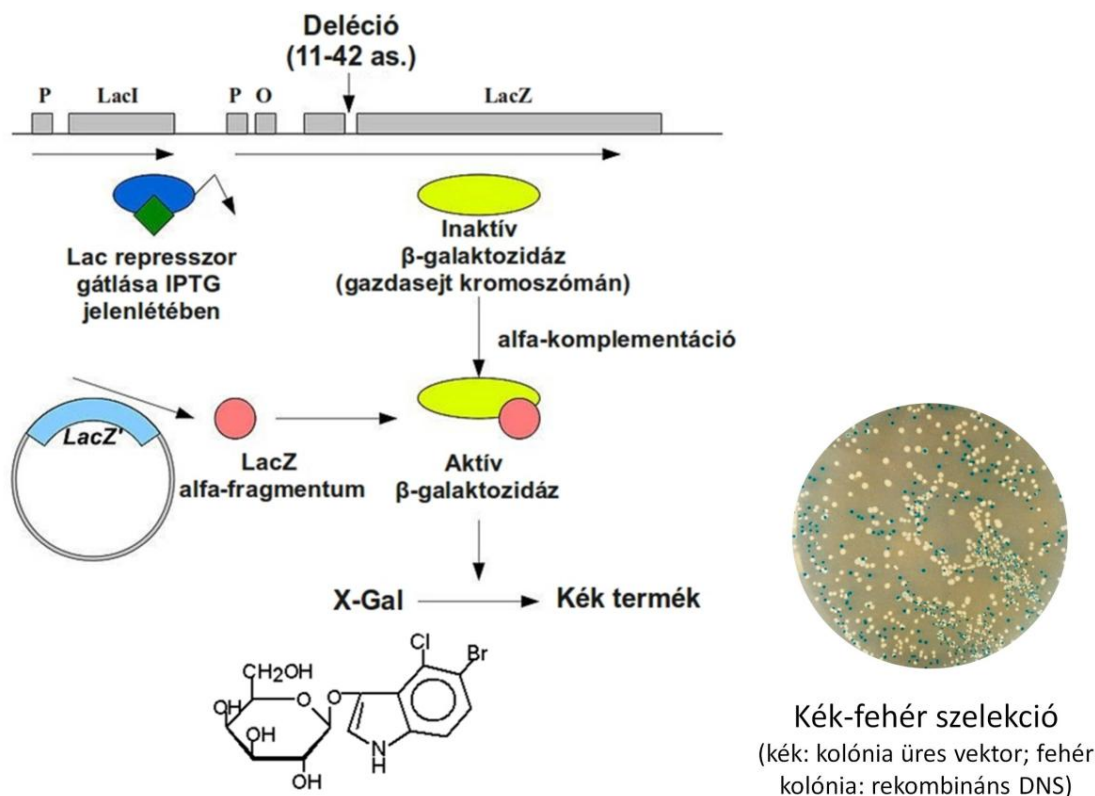 Deléció
(11-42 as.)
P LacI P O LacZ
Lac represszor
gátlása IPTG
jelenlétében
Inaktív
β-galaktozidáz
(gazdasejt kromoszómán)
alfa-komplementáció
LacZ'
LacZ
alfa-fragmentum
Aktív
β-galaktozidáz
X-Gal Kék termék
Cl
Br
CH2OH
O
O
OH
OH
OH
N
H
Kék-fehér szelekció
(kék: kolónia üres vektor; fehér
kolónia: rekombináns DNS)